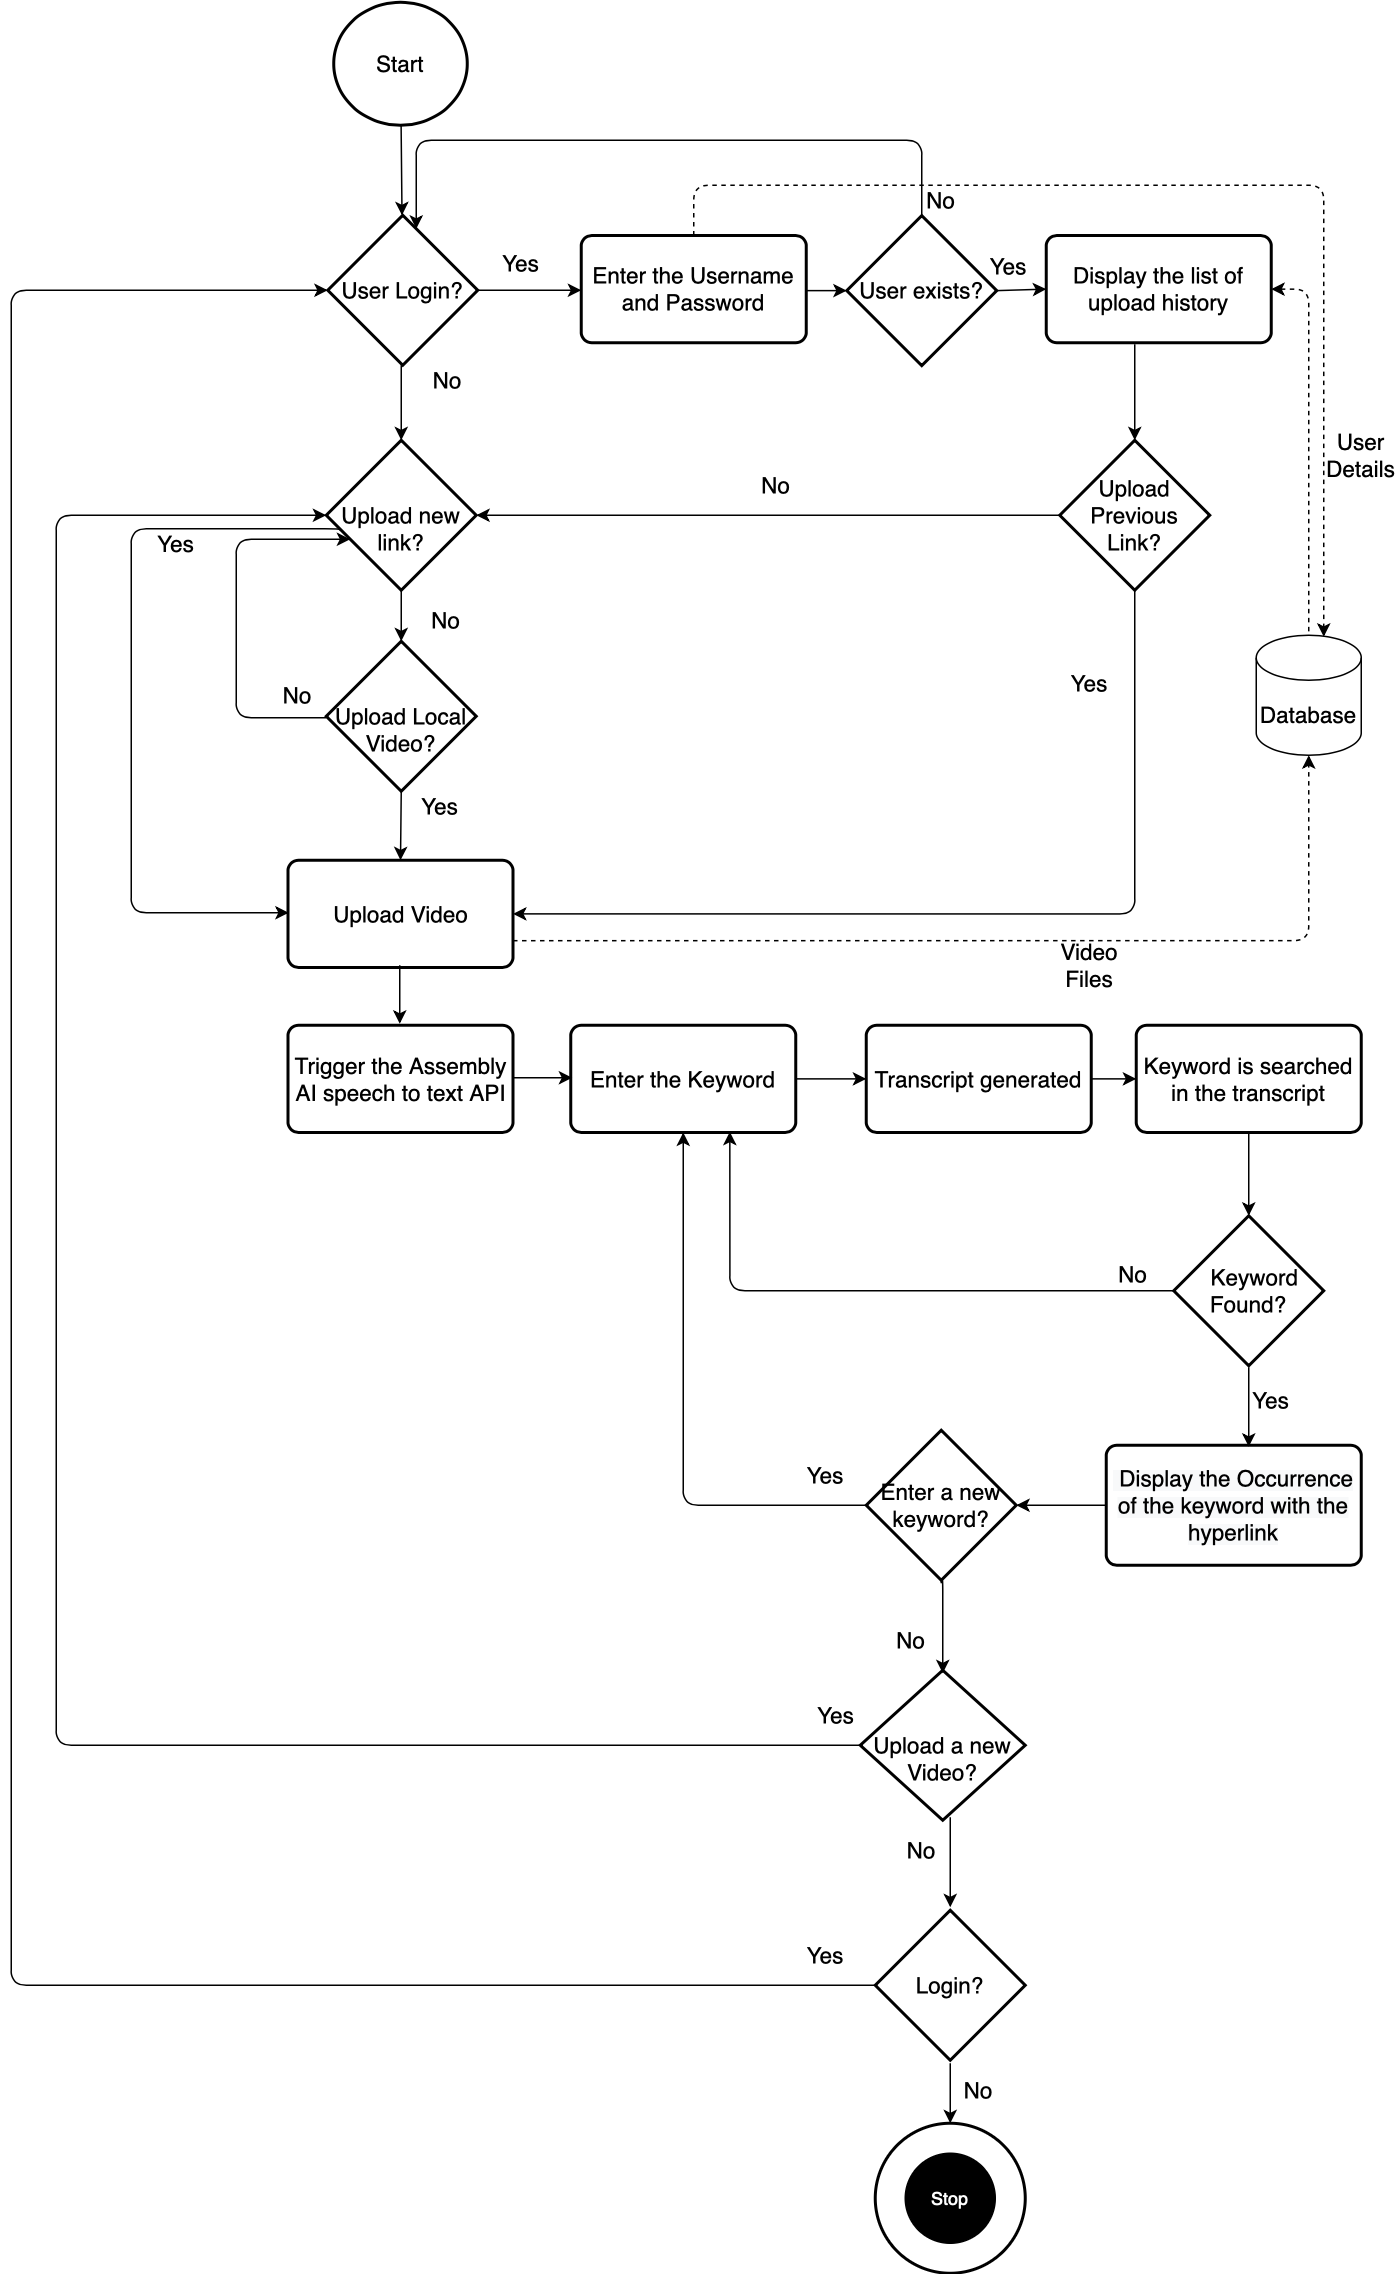 Start
No
Yes
Yes
User Login?
Enter the Username
and Password
User exists?
Display the list of
upload history
No
User
Details
No
Upload new
link?
Upload
Previous
Link?
Yes
No
No
Yes
Upload Local
Video?
Database
Yes
Upload Video
Video
Files
Trigger the Assembly
AI speech to text API
Enter the Keyword
Transcript generated
Keyword is searched
in the transcript
No
Keyword
Found?
Yes
Yes
Enter a new
keyword?
Display the Occurrence
of the keyword with the
hyperlink
No
Yes
Upload a new
Video?
No
Yes
Login?
No
Stop